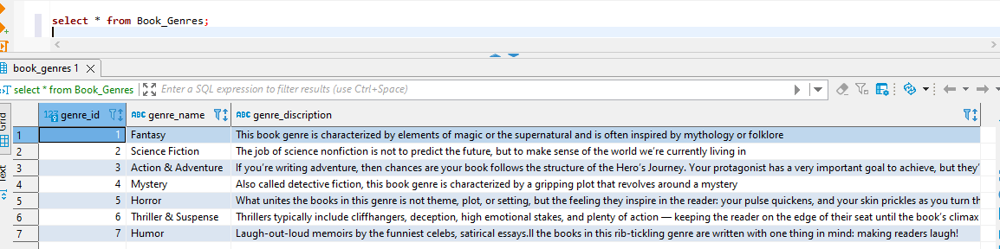 select * from Book_Genres;
book_genres 1
select * from Book_Genres Enter a SQL expression to filter results (use Ctrl+Space)
Grid
Text
123 genre_id ABC genre_name ABC genre_discription
1 1 Fantasy This book genre is characterized by elements of magic or the supernatural and is often inspired by mythology or folklore
2 2 Science Fiction The job of science nonfiction is not to predict the future, but to make sense of the world we're currently living in
3 3 Action & Adventure If you're writing adventure, then chances are your book follows the structure of the Hero's Journey. Your protagonist has a very important goal to achieve, but they'
4 4 Mystery Also called detective fiction, this book genre is characterized by a gripping plot that revolves around a mystery
5 5 Horror What unites the books in this genre is not theme, plot, or setting, but the feeling they inspire in the reader: your pulse quickens, and your skin prickles as you turn th
6 6 Thriller & Suspense Thrillers typically include cliffhangers, deception, high emotional stakes, and plenty of action — keeping the reader on the edge of their seat until the book's climax
7 7 Humor Laugh-out-loud memoirs by the funniest celebs, satirical essays.ll the books in this rib-tickling genre are written with one thing in mind: making readers laugh!